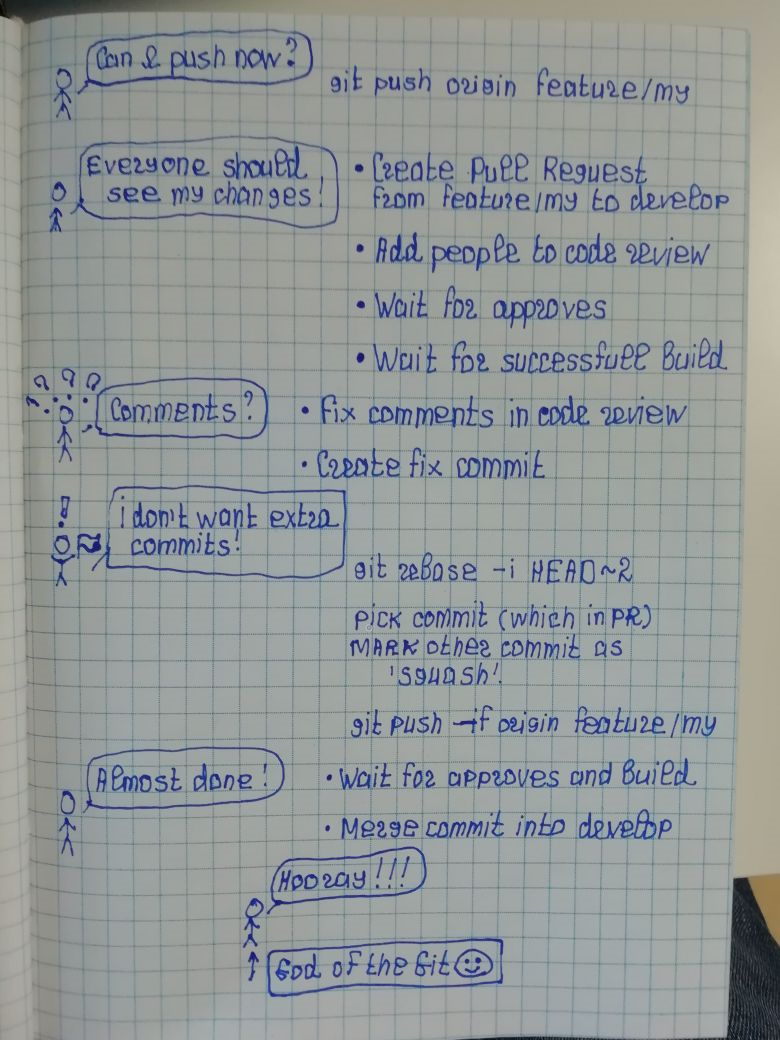 Can I push now?
git push origin feature/my
Everyone should
see my changes!
• Create Pull Request
from feature/my to develop
• Add people to code review
• Wait for approves
• Wait for successfull build
? ? ? ?
Comments?
• Fix comments in code review
• Create fix commit
!
i don't want extra
commits!
git rebase -i HEAD~2
pick commit (which in PR)
MARK other commit as
'squash'.
git push -f origin feature/my
Almost done!
• Wait for approves and build
• Merge commit into develop
Hooray!!!
God of the Git